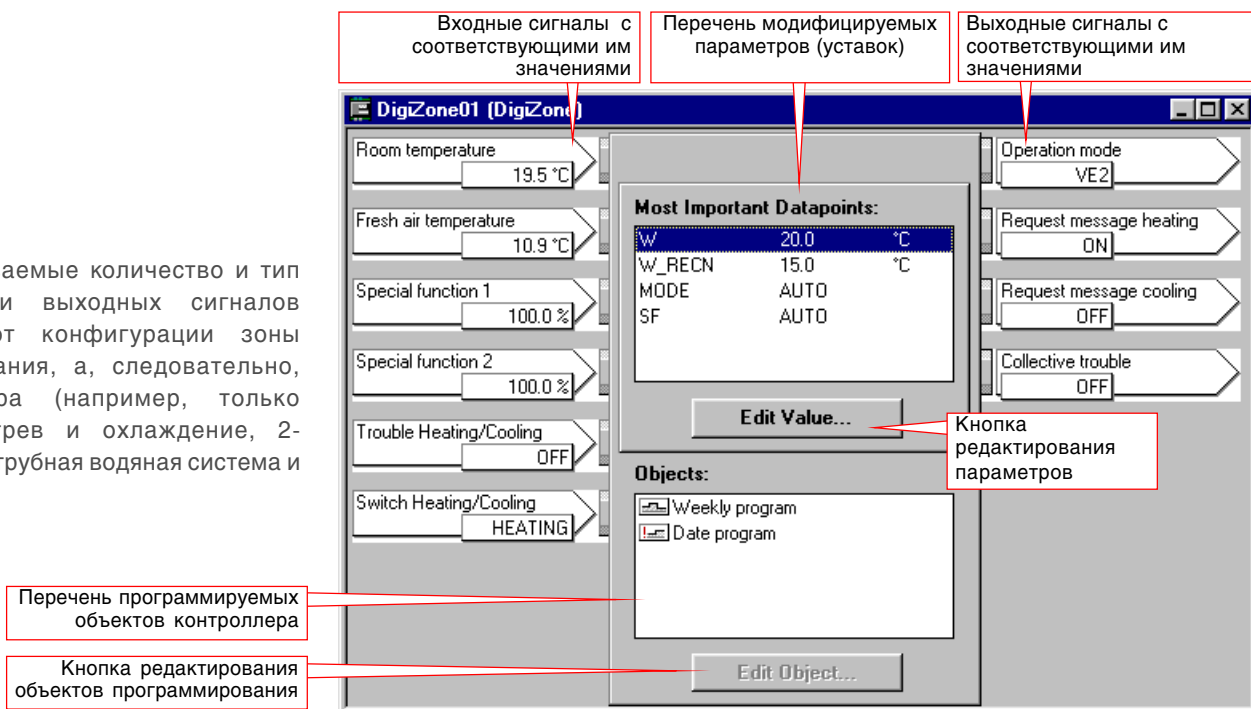 Входные сигналы с
соответствующими им
значениями
Перечень модифицируемых
параметров (уставок)
Выходные сигналы с
соответствующими им
значениями
DigiZone01 (DigiZone)
Room temperature
19.5 °C
Fresh air temperature
10.9 °C
Special function 1
100.0 %
Special function 2
100.0 %
Trouble Heating/Cooling
OFF
Switch Heating/Cooling
HEATING
Most Important Datapoints:
W 20.0 °C
W_RECN 15.0 °C
MODE AUTO
SF AUTO
Edit Value...
Objects:
Weekly program
Date program
Edit Object...
Operation mode
VE2
Request message heating
ON
Request message cooling
OFF
Collective trouble
OFF
Кнопка
редактирования
параметров
аемые количество и тип
и выходных сигналов
от конфигурации зоны
ания, а, следовательно,
ра (например, только
рев и охлаждение, 2-
трубная водяная система и
Перечень программируемых
объектов контроллера
Кнопка редактирования
объектов программирования